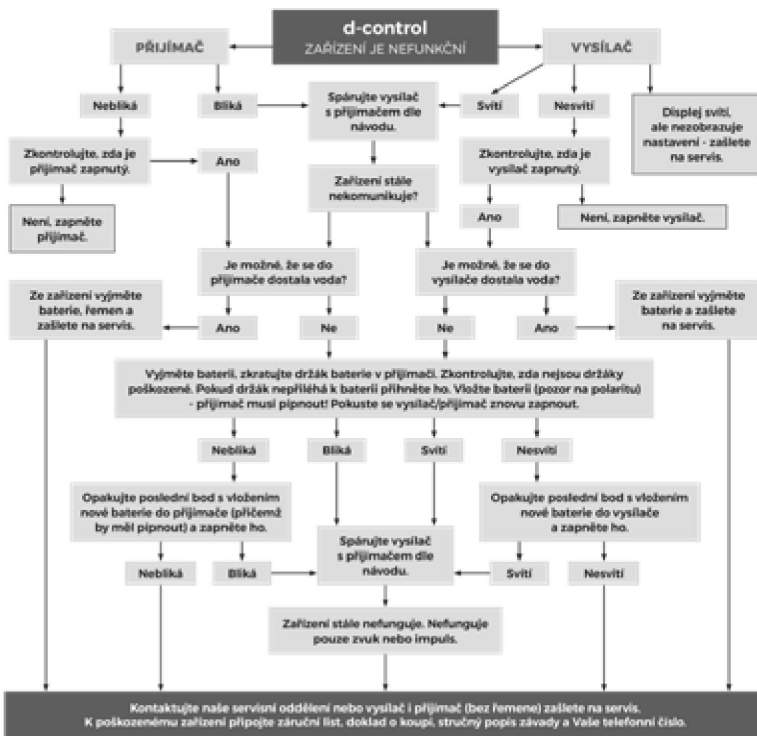 d-control
ZAŘÍZENÍ JE NEFUNKČNÍ
PŘIJÍMAČ
VYSÍLAČ
Nebliká
Bliká
Spárujte vysílač
s přijímačem dle
návodu.
Svítí
Nesvítí
Displej svítí,
ale nezobrazuje
nastavení - zašlete
na servis.
Zkontrolujte, zda je
přijímač zapnutý.
Ano
Zařízení stále
nekomunikuje?
Zkontrolujte, zda je
vysílač zapnutý.
Není, zapněte
přijímač.
Ano
Není, zapněte vysílač.
Je možné, že se do
přijímače dostala voda?
Je možné, že se do
vysílače dostala voda?
Ze zařízení vyjměte
baterie, řemen a
zašlete na servis.
Ano
Ne
Ne
Ano
Ze zařízení vyjměte
baterie a zašlete
na servis.
Vyjměte baterii, zkratujte držák baterie v přijímači. Zkontrolujte, zda nejsou držáky
poškozené. Pokud držák nepřiléhá k baterii přihněte ho. Vložte baterii (pozor na polaritu)
- přijímač musí pípnout! Pokuste se vysílač/přijímač znovu zapnout.
Nebliká
Bliká
Svítí
Nesvítí
Opakujte poslední bod s vložením
nové baterie do přijímače (přičemž
by měl pípnout) a zapněte ho.
Opakujte poslední bod s vložením
nové baterie do vysílače
a zapněte ho.
Spárujte vysílač
s přijímačem dle
návodu.
Nebliká
Bliká
Svítí
Nesvítí
Zařízení stále nefunguje. Nefunguje
pouze zvuk nebo impuls.
Kontaktujte naše servisní oddělení nebo vysílač i přijímač (bez řemene) zašlete na servis.
K poškozenému zařízení připojte záruční list, doklad o koupi, stručný popis závady a Vaše telefonní číslo.